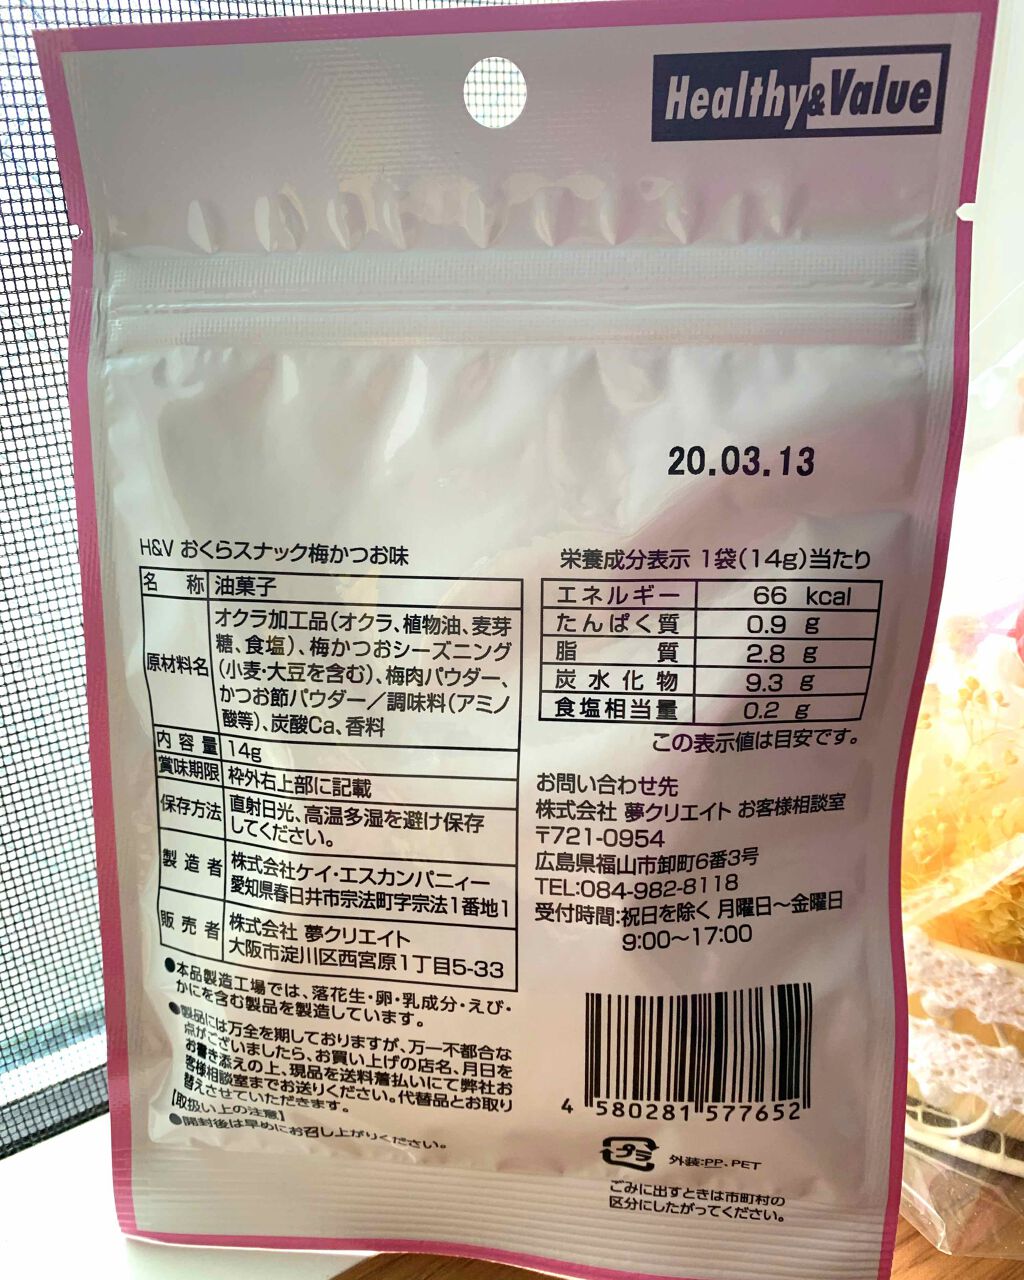 Healthy&Value
20.03.13
H&V おくらスナック梅かつお味
名称 油菓子
原材料名 オクラ加工品(オクラ、植物油、麦芽
糖、食塩)、梅かつおシーズニング
(小麦・大豆を含む)、梅肉パウダー、
かつお節パウダー/調味料(アミノ
酸等)、炭酸Ca、香料
内容量 14g
賞味期限 枠外右上部に記載
保存方法 直射日光、高温多湿を避け保存
してください。
製造者 株式会社ケイ・エスカンパニィー
愛知県春日井市宗法町字宗法1番地1
販売者 株式会社 夢クリエイト
大阪市淀川区西宮原1丁目5-33
●本品製造工場では、落花生・卵・乳成分・えび・
かにを含む製品を製造しています。
●製品には万全を期しておりますが、万一不都合な
点がございましたら、お買い上げの店名、月日を
お書き添えの上、現品を送料着払いにて弊社お
客様相談室までお送りください。代替品とお取り
替えさせていただきます。
【取扱い上の注意】
●開封後は早めにお召し上がりください。
栄養成分表示 1袋(14g)当たり
エネルギー 66 kcal
たんぱく質 0.9 g
脂質 2.8 g
炭水化物 9.3 g
食塩相当量 0.2 g
この表示値は目安です。
お問い合わせ先
株式会社 夢クリエイト お客様相談室
〒721-0954
広島県福山市卸町6番3号
TEL:084-982-8118
受付時間:祝日を除く 月曜日〜金曜日
9:00〜17:00
4 580281 577652
プラ 外装:PP、PET
ごみに出すときは市町村の
区分にしたがってください。